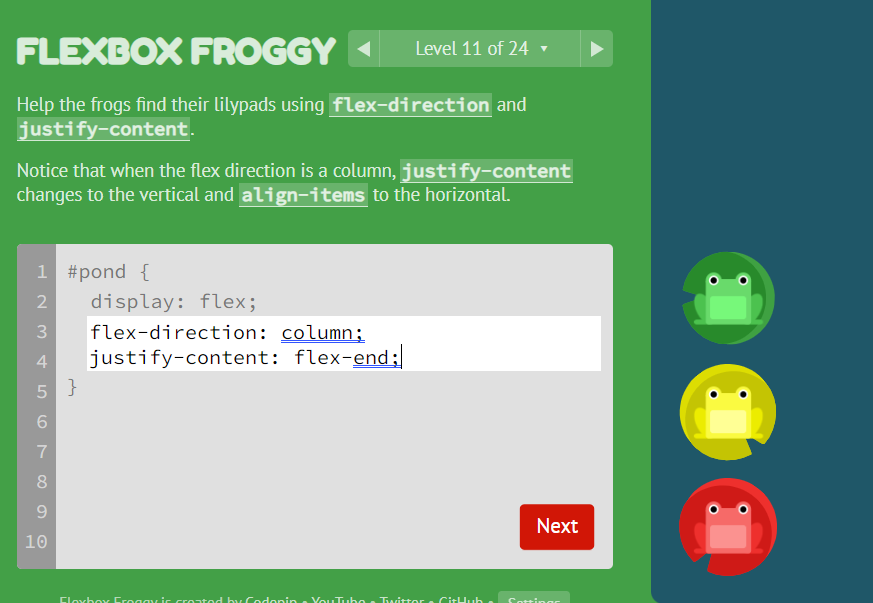 FLEXBOX FROGGY
◀ Level 11 of 24 ▼ ▶
Help the frogs find their lilypads using flex-direction and
justify-content.
Notice that when the flex direction is a column, justify-content
changes to the vertical and align-items to the horizontal.
1 #pond {
2 display: flex;
3 flex-direction: column;
4 justify-content: flex-end;
5 }
6
7
8
9
10
Next
Flexbox Froggy is created by Codepip • YouTube • Twitter • GitHub • Settings